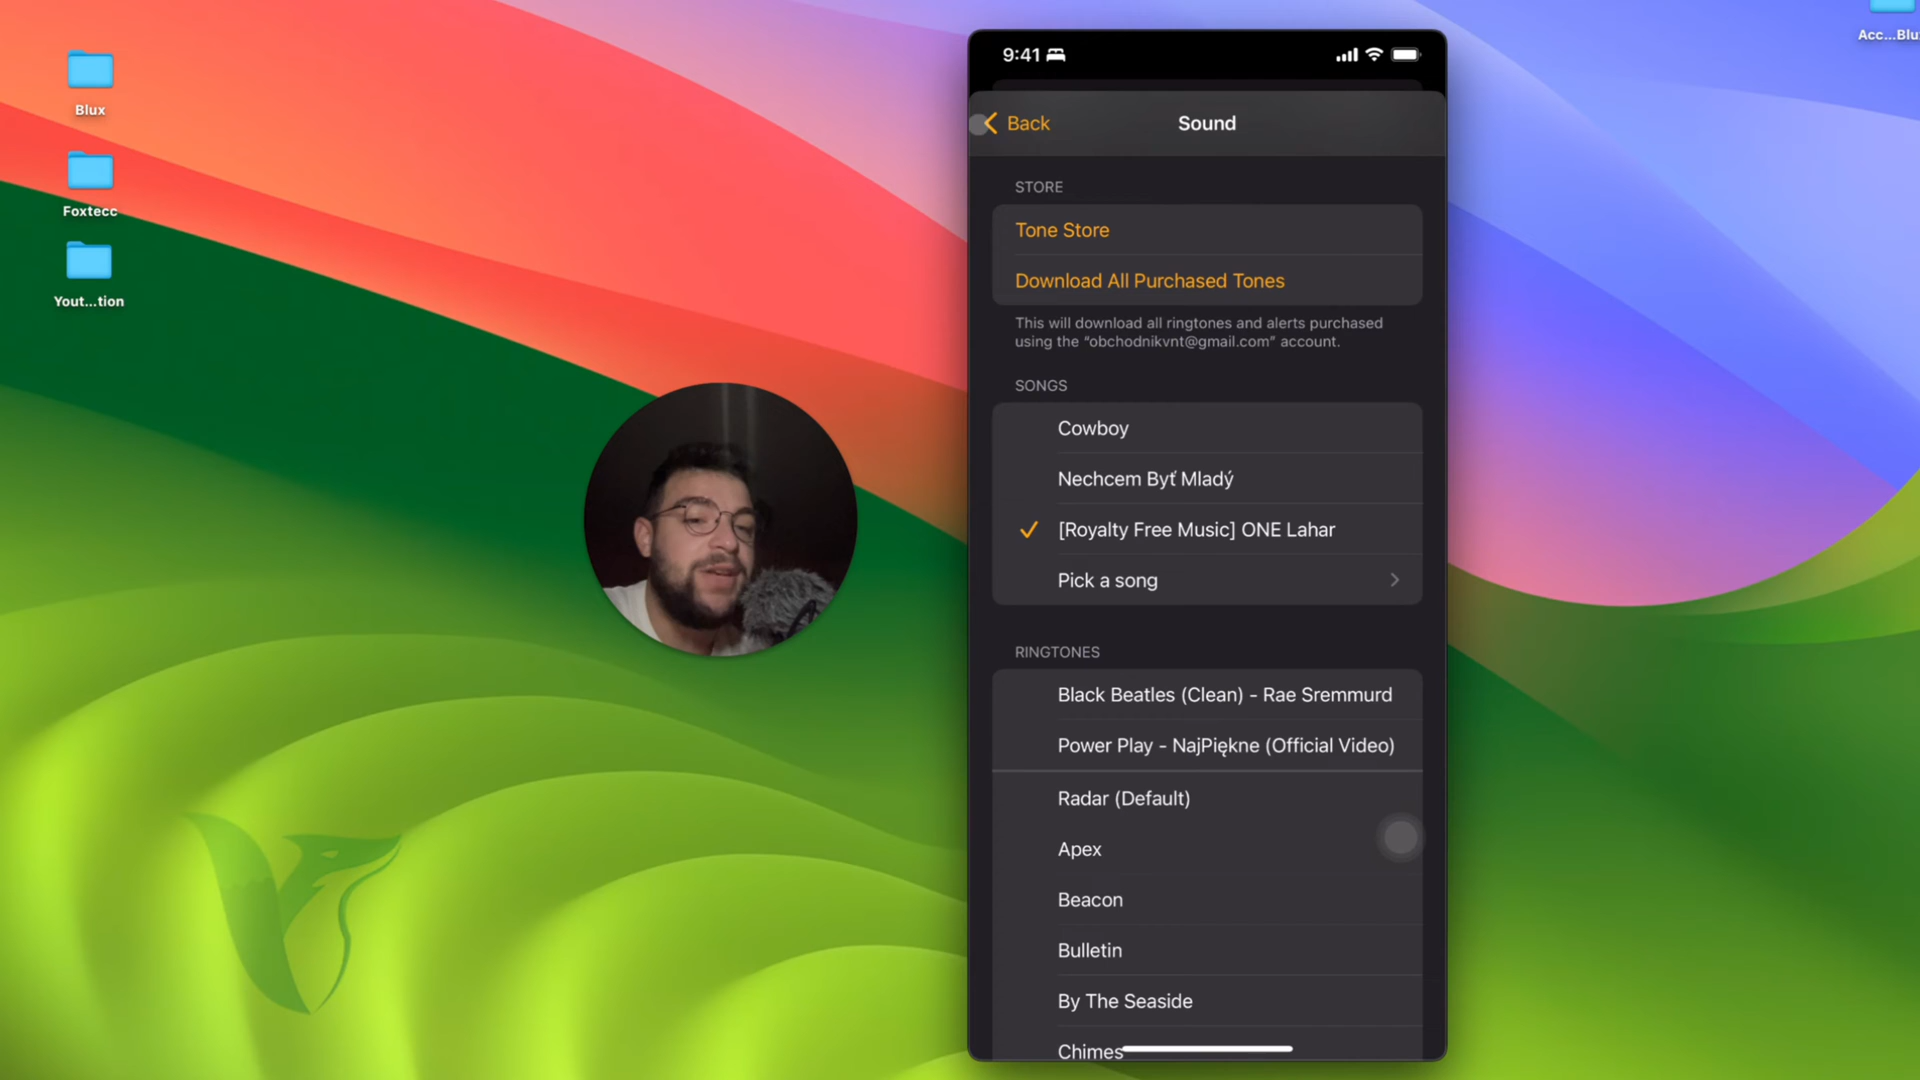 Blux
Foxtecc
Yout...tion
Acc...Blu
9:41
Back
Sound
STORE
Tone Store
Download All Purchased Tones
This will download all ringtones and alerts purchased
using the “obchodnikvnt@gmail.com” account.
SONGS
Cowboy
Nechcem Byť Mladý
[Royalty Free Music] ONE Lahar
Pick a song
RINGTONES
Black Beatles (Clean) - Rae Sremmurd
Power Play - NajPiękne (Official Video)
Radar (Default)
Apex
Beacon
Bulletin
By The Seaside
Chimes